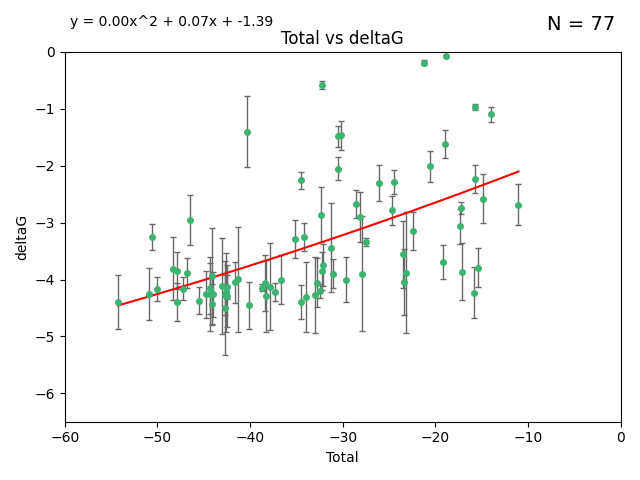 y = 0.00x^2 + 0.07x + -1.39
N = 77
Total vs deltaG
deltaG
0
−1
−2
−3
−4
−5
−6
−60
−50
−40
−30
−20
−10
0
Total